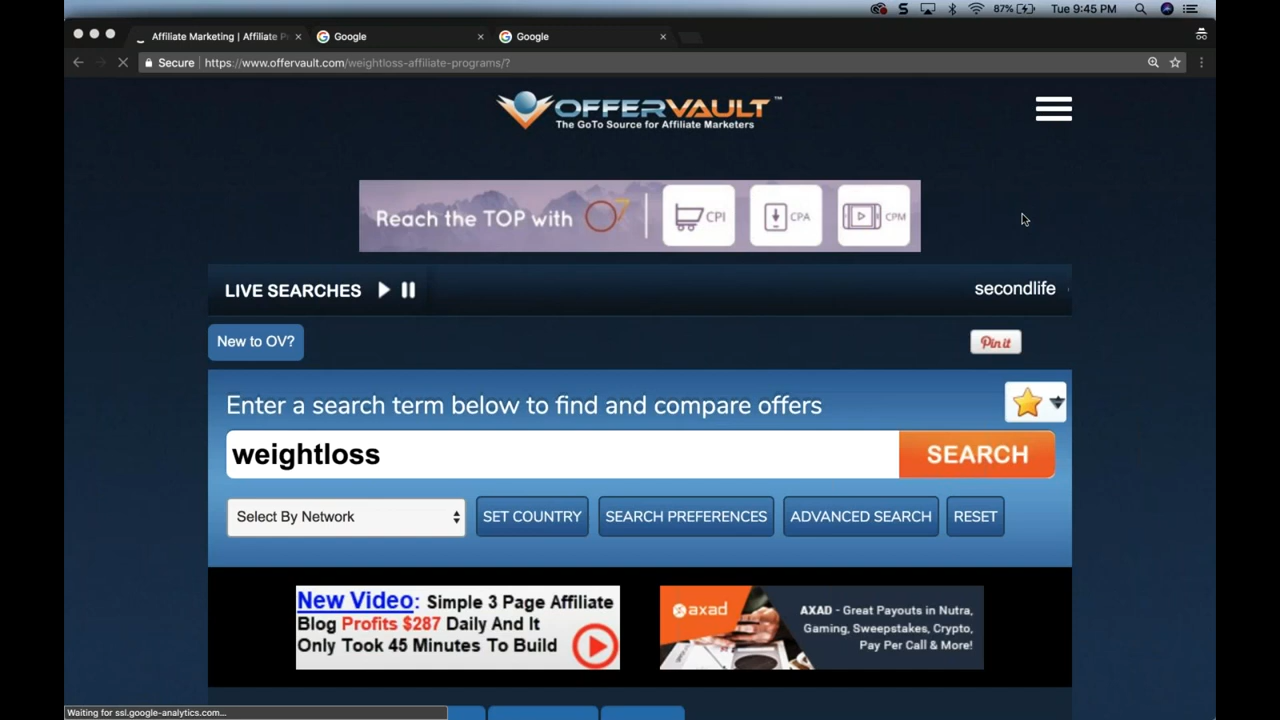 87%
Tue 9:45 PM
Affiliate Marketing | Affiliate P
Google
Google
Secure
https://www.offervault.com/weightloss-affiliate-programs/?
OFFERVAULT™
The GoTo Source for Affiliate Marketers
Reach the TOP with O7
CPI
CPA
CPM
LIVE SEARCHES
secondlife
New to OV?
Pin it
Enter a search term below to find and compare offers
weightloss
SEARCH
Select By Network
SET COUNTRY
SEARCH PREFERENCES
ADVANCED SEARCH
RESET
New Video: Simple 3 Page Affiliate
Blog Profits $287 Daily And It
Only Took 45 Minutes To Build
axad
AXAD - Great Payouts in Nutra,
Gaming, Sweepstakes, Crypto,
Pay Per Call & More!
Waiting for ssl.google-analytics.com...